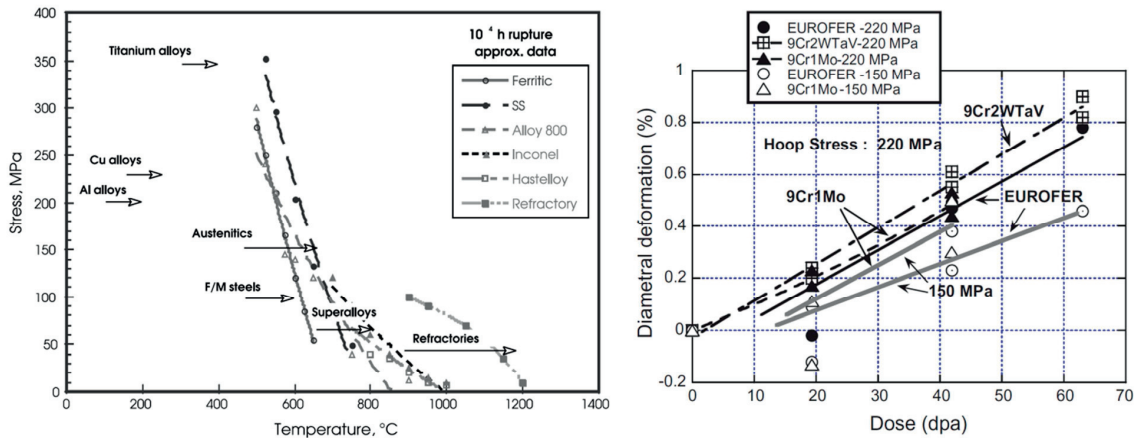 10 4 h rupture
approx. data
Ferritic
SS
Alloy 800
Inconel
Hastelloy
Refractory
Titanium alloys
Cu alloys
Al alloys
Austenitics
F/M steels
Superalloys
Refractories
Stress, MPa
400
350
300
250
200
150
100
50
0
0 200 400 600 800 1000 1200 1400
Temperature, °C
EUROFER -220 MPa
9Cr2WTaV-220 MPa
9Cr1Mo-220 MPa
EUROFER -150 MPa
9Cr1Mo-150 MPa
9Cr2WTaV
Hoop Stress : 220 MPa
9Cr1Mo
EUROFER
150 MPa
Diametral deformation (%)
1
0.8
0.6
0.4
0.2
0
-0.2
0 10 20 30 40 50 60 70
Dose (dpa)